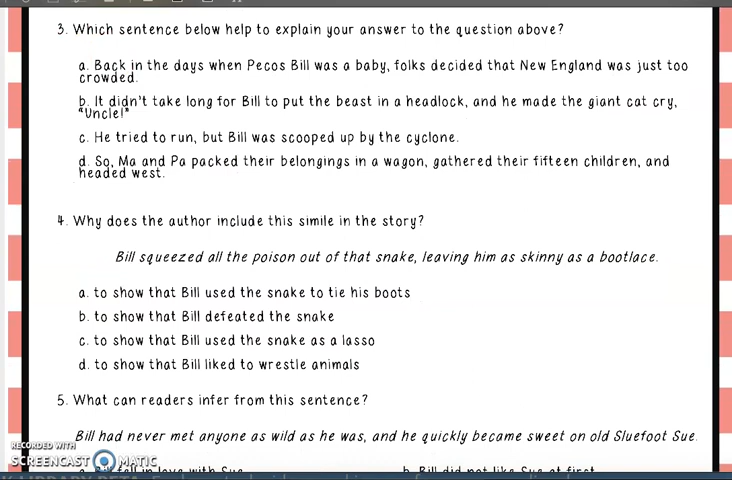 3. Which sentence below help to explain your answer to the question above?
a. Back in the days when Pecos Bill was a baby, folks decided that New England was just too
crowded.
b. It didn't take long for Bill to put the beast in a headlock, and he made the giant cat cry,
"Uncle!"
c. He tried to run, but Bill was scooped up by the cyclone.
d. So, Ma and Pa packed their belongings in a wagon, gathered their fifteen children, and
headed west.
4. Why does the author include this simile in the story?
Bill squeezed all the poison out of that snake, leaving him as skinny as a bootlace.
a. to show that Bill used the snake to tie his boots
b. to show that Bill defeated the snake
c. to show that Bill used the snake as a lasso
d. to show that Bill liked to wrestle animals
5. What can readers infer from this sentence?
Bill had never met anyone as wild as he was, and he quickly became sweet on old Sluefoot Sue.
RECORDED WITH
SCREENCAST MATIC
a. Bill fell in love with Sue
b. Bill did not like Sue at first